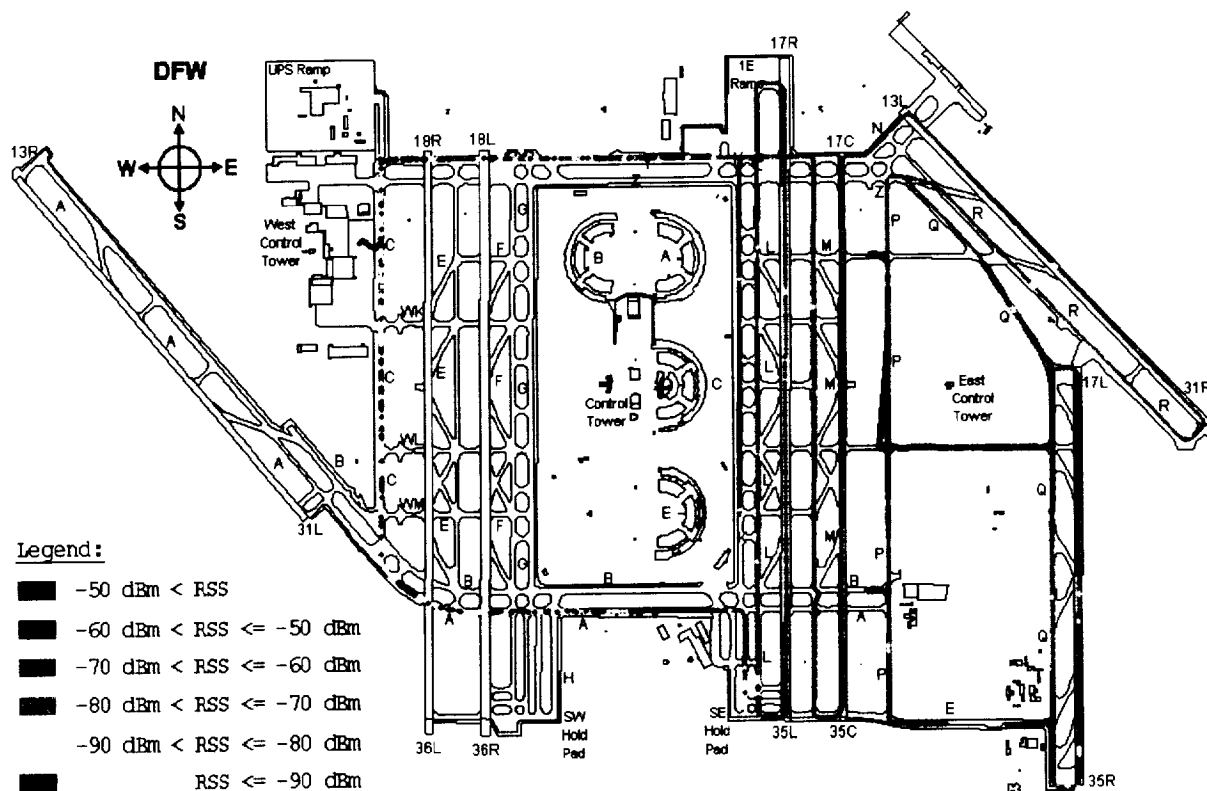 DFW
N
W E
S
UPS Ramp
1E
Ramp
17R
13L
N
17C
18R
18L
13R
A
A
A
West
Control
Tower
C
C
C
WK
WL
WM
E
E
E
F
F
F
G
G
G
Z
B
A
C
E
Control
Tower
L
L
L
L
L
M
M
M
P
P
P
P
Z
Q
Q
Q
Q
R
R
R
31R
17L
East
Control
Tower
B
31L
B
B
B
A
A
A
H
SW
Hold
Pad
SE
Hold
Pad
E
36L
36R
35L
35C
35R
Legend:
-50 dBm < RSS
-60 dBm < RSS <= -50 dBm
-70 dBm < RSS <= -60 dBm
-80 dBm < RSS <= -70 dBm
-90 dBm < RSS <= -80 dBm
RSS <= -90 dBm